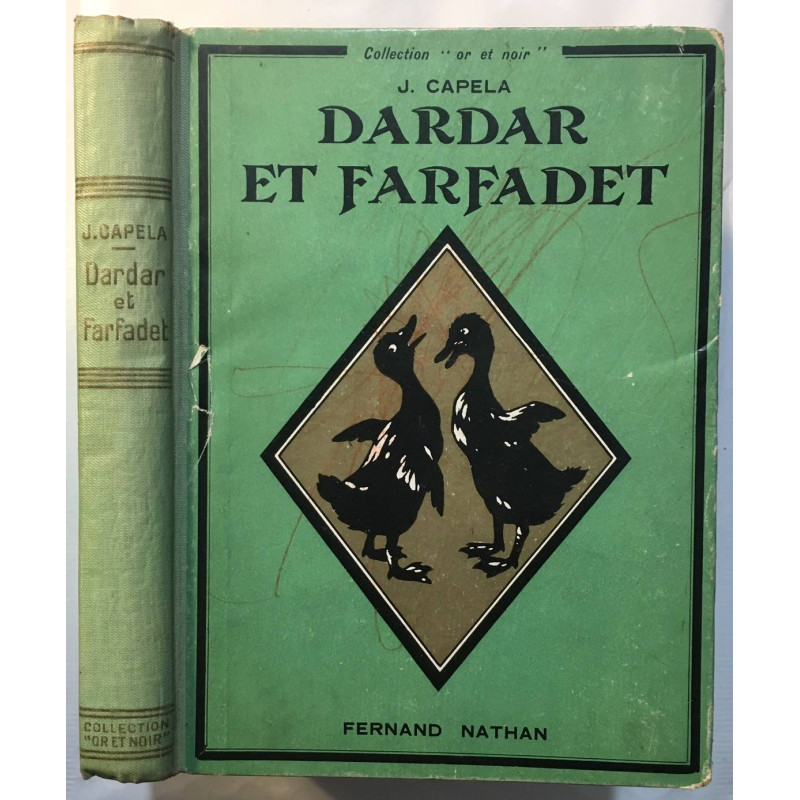 J. CAPELA
Dardar
et
Farfadet
COLLECTION
"OR ET NOIR"
Collection "or et noir"
J. CAPELA
DARDAR
ET FARFADET
FERNAND NATHAN